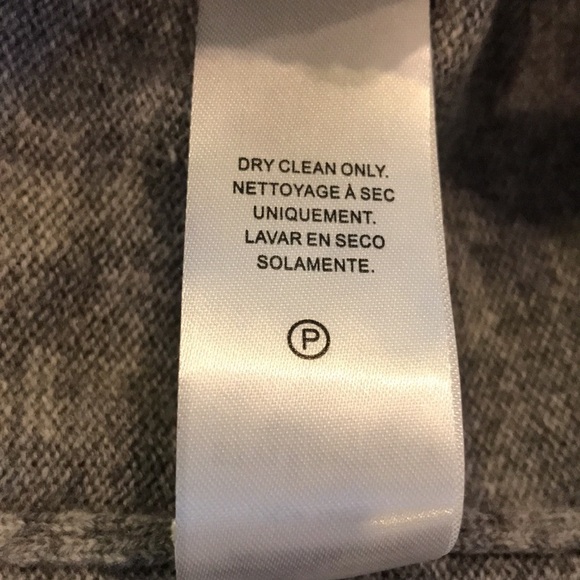 DRY CLEAN ONLY.
NETTOYAGE À SEC
UNIQUEMENT.
LAVAR EN SECO
SOLAMENTE.
P